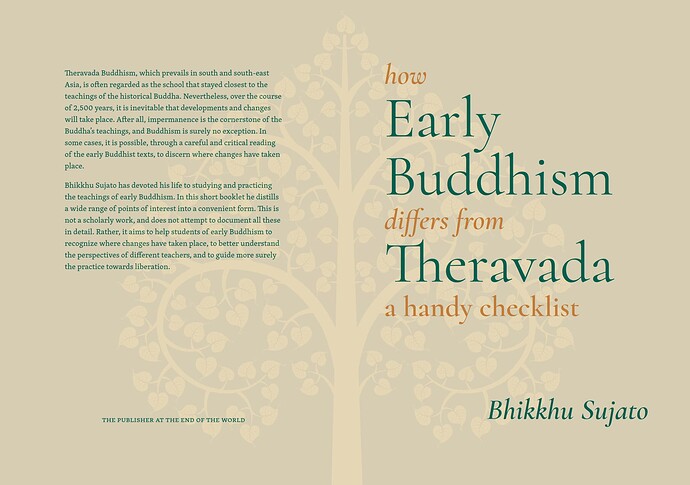 Theravada Buddhism, which prevails in south and south-east
Asia, is often regarded as the school that stayed closest to the
teachings of the historical Buddha. Nevertheless, over the course
of 2,500 years, it is inevitable that developments and changes
will take place. After all, impermanence is the cornerstone of the
Buddha's teachings, and Buddhism is surely no exception. In
some cases, it is possible, through a careful and critical reading
of the early Buddhist texts, to discern where changes have taken
place.
Bhikkhu Sujato has devoted his life to studying and practicing
the teachings of early Buddhism. In this short booklet he distills
a wide range of points of interest into a convenient form. This is
not a scholarly work, and does not attempt to document all these
in detail. Rather, it aims to help students of early Buddhism to
recognize where changes have taken place, to better understand
the perspectives of different teachers, and to guide more surely
the practice towards liberation.
THE PUBLISHER AT THE END OF THE WORLD
how
Early
Buddhism
differs from
Theravada
a handy checklist
Bhikkhu Sujato